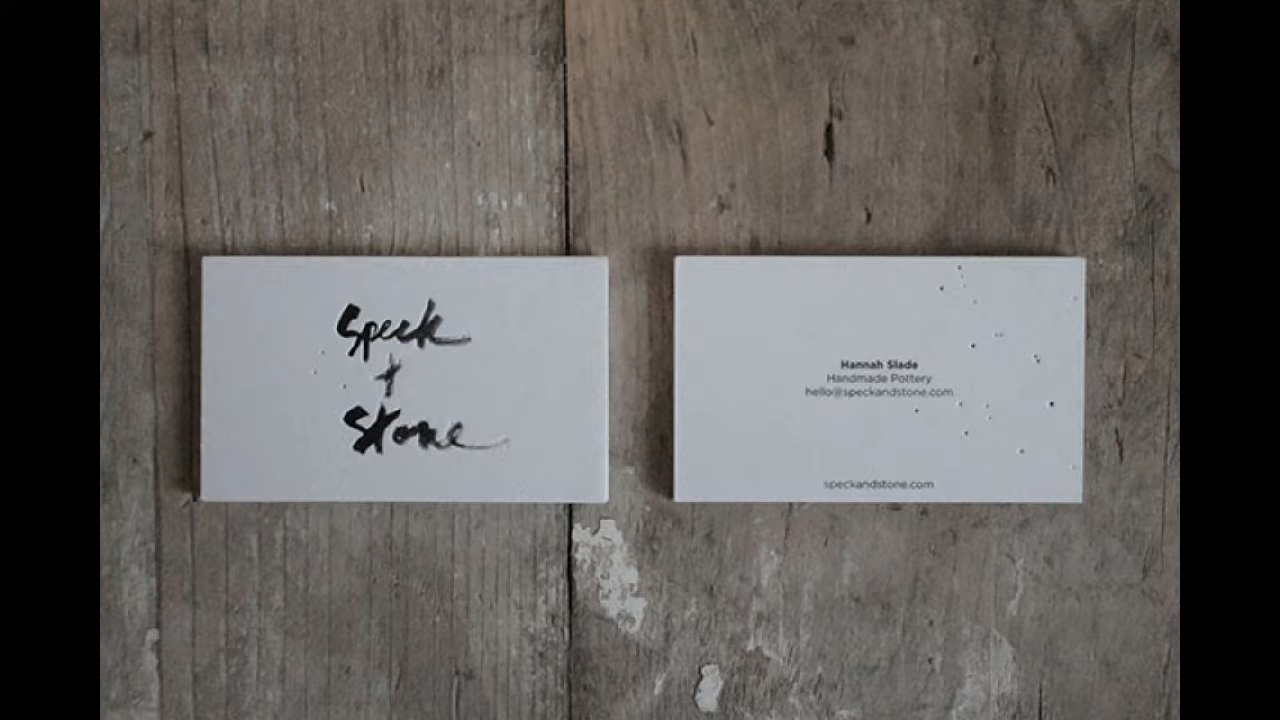 Speck
+
Stone
Hannah Slade
Handmade Pottery
hello@speckandstone.com
speckandstone.com